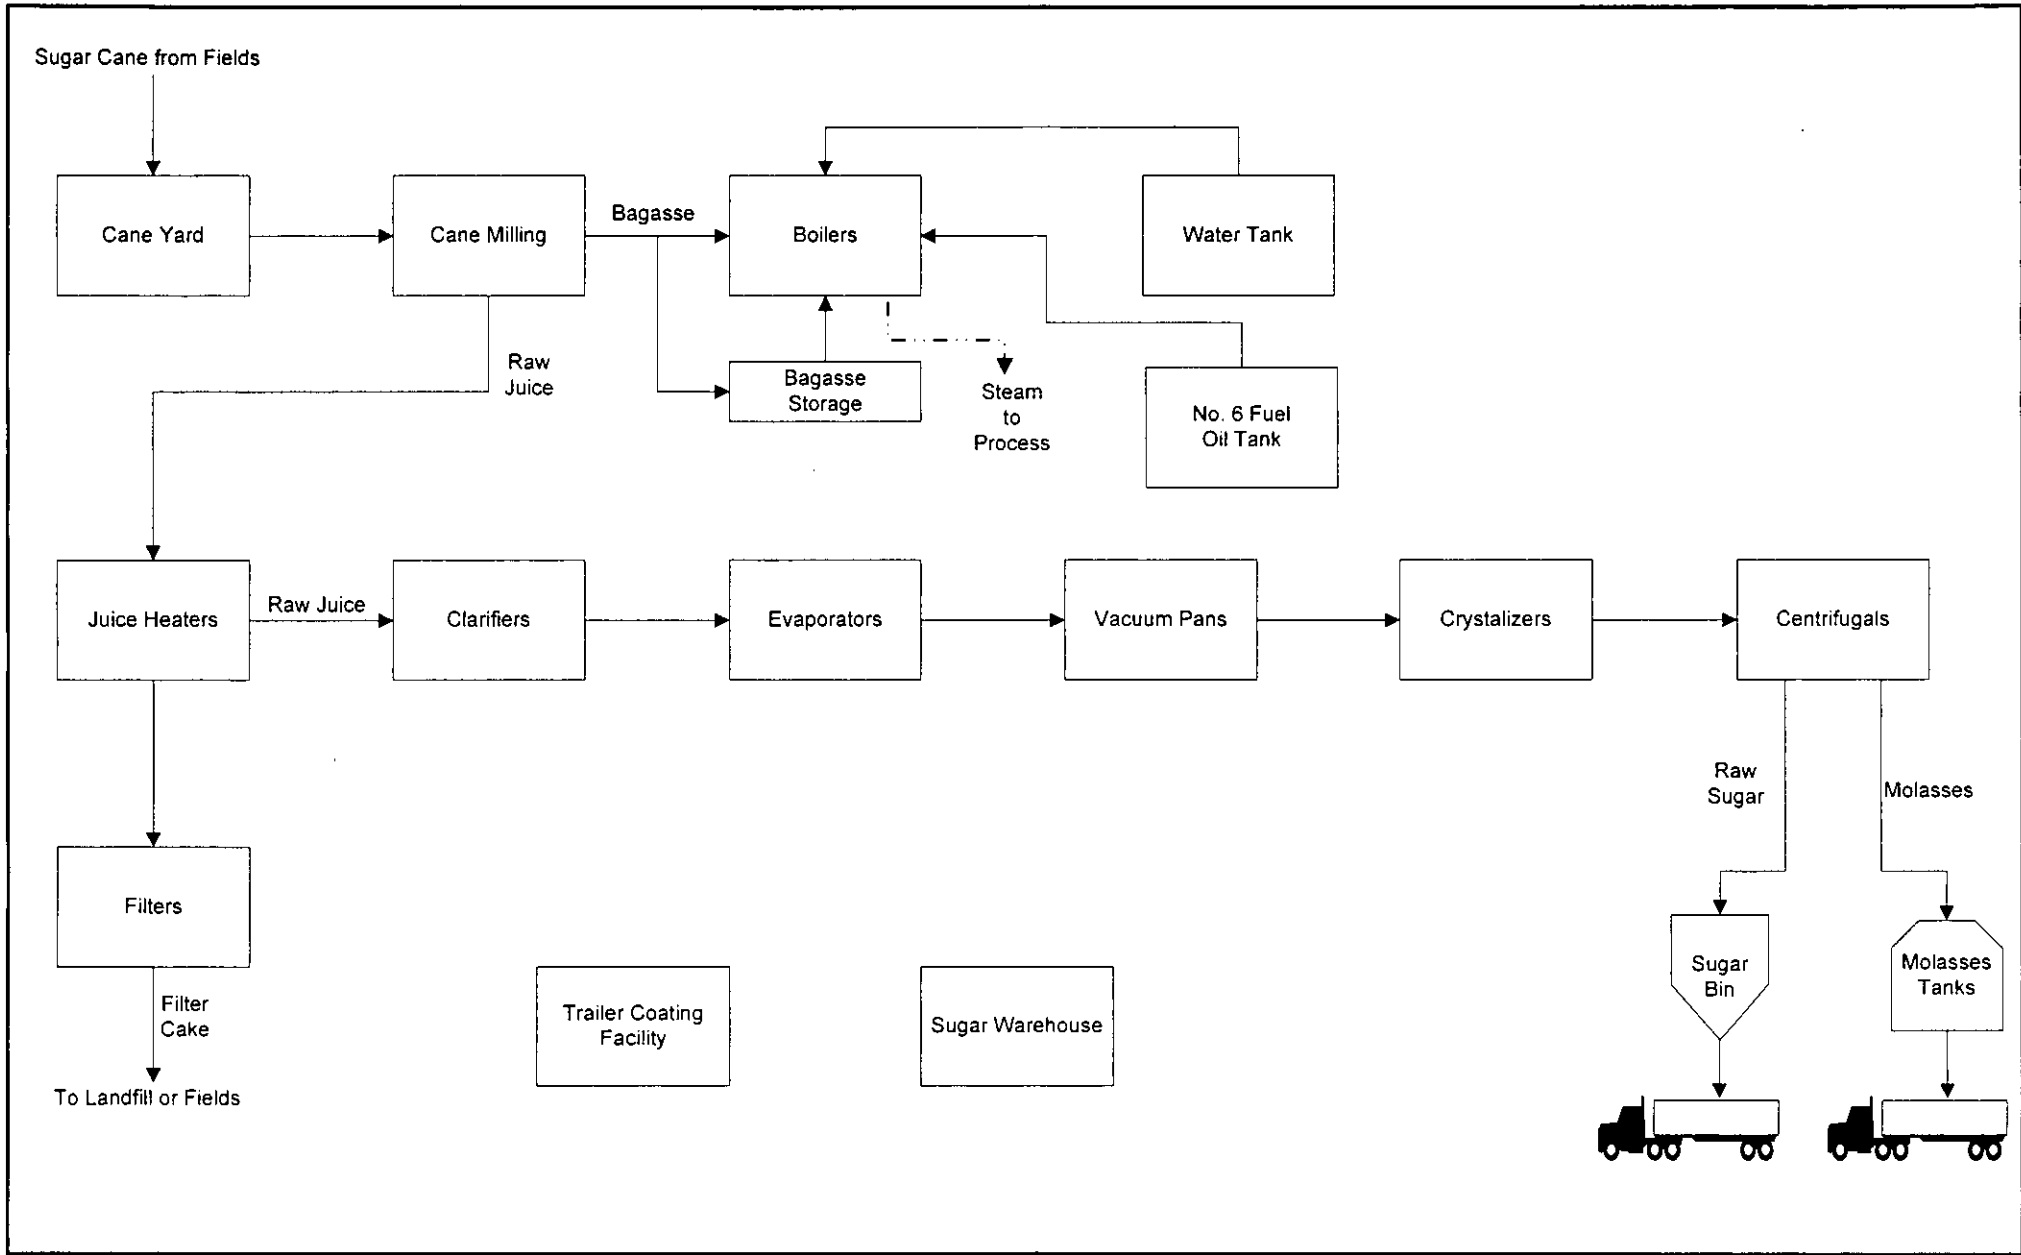 Sugar Cane from Fields
Cane Yard
Cane Milling
Bagasse
Boilers
Water Tank
Raw
Juice
Bagasse
Storage
Steam
to
Process
No. 6 Fuel
Oil Tank
Juice Heaters
Raw Juice
Clarifiers
Evaporators
Vacuum Pans
Crystalizers
Centrifugals
Raw
Sugar
Molasses
Filters
Filter
Cake
To Landfill or Fields
Trailer Coating
Facility
Sugar Warehouse
Sugar
Bin
Molasses
Tanks